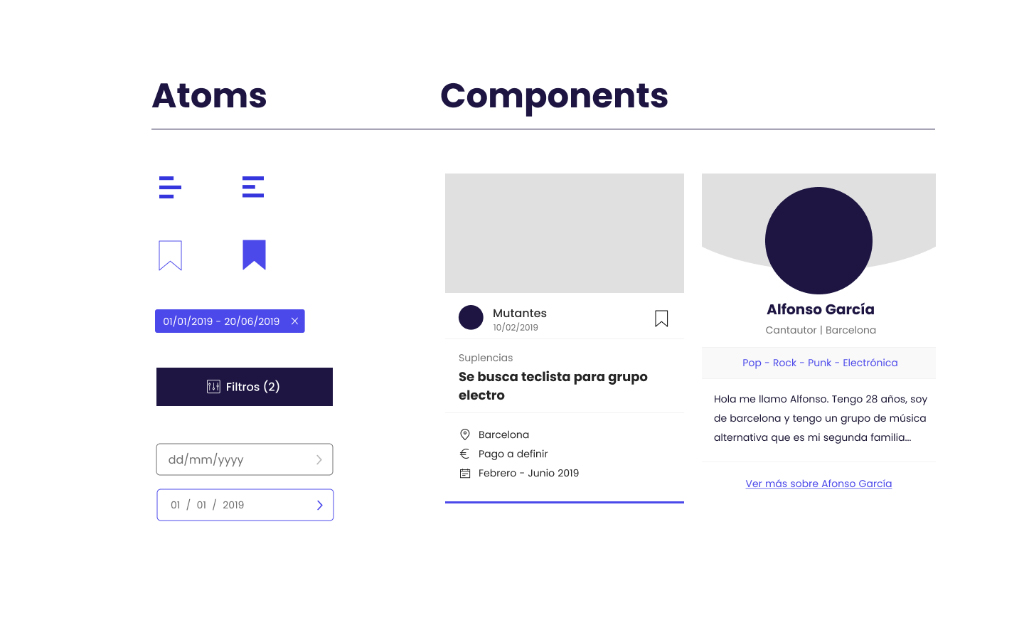 Atoms
Components
01/01/2019 - 20/06/2019
Filtros (2)
dd/mm/yyyy
01 / 01 / 2019
Mutantes
10/02/2019
Suplencias
Se busca teclista para grupo
electro
Barcelona
Pago a definir
Febrero - Junio 2019
Alfonso García
Cantautor | Barcelona
Pop - Rock - Punk - Electrónica
Hola me llamo Alfonso. Tengo 28 años, soy
de barcelona y tengo un grupo de música
alternativa que es mi segunda familia...
Ver más sobre Afonso García